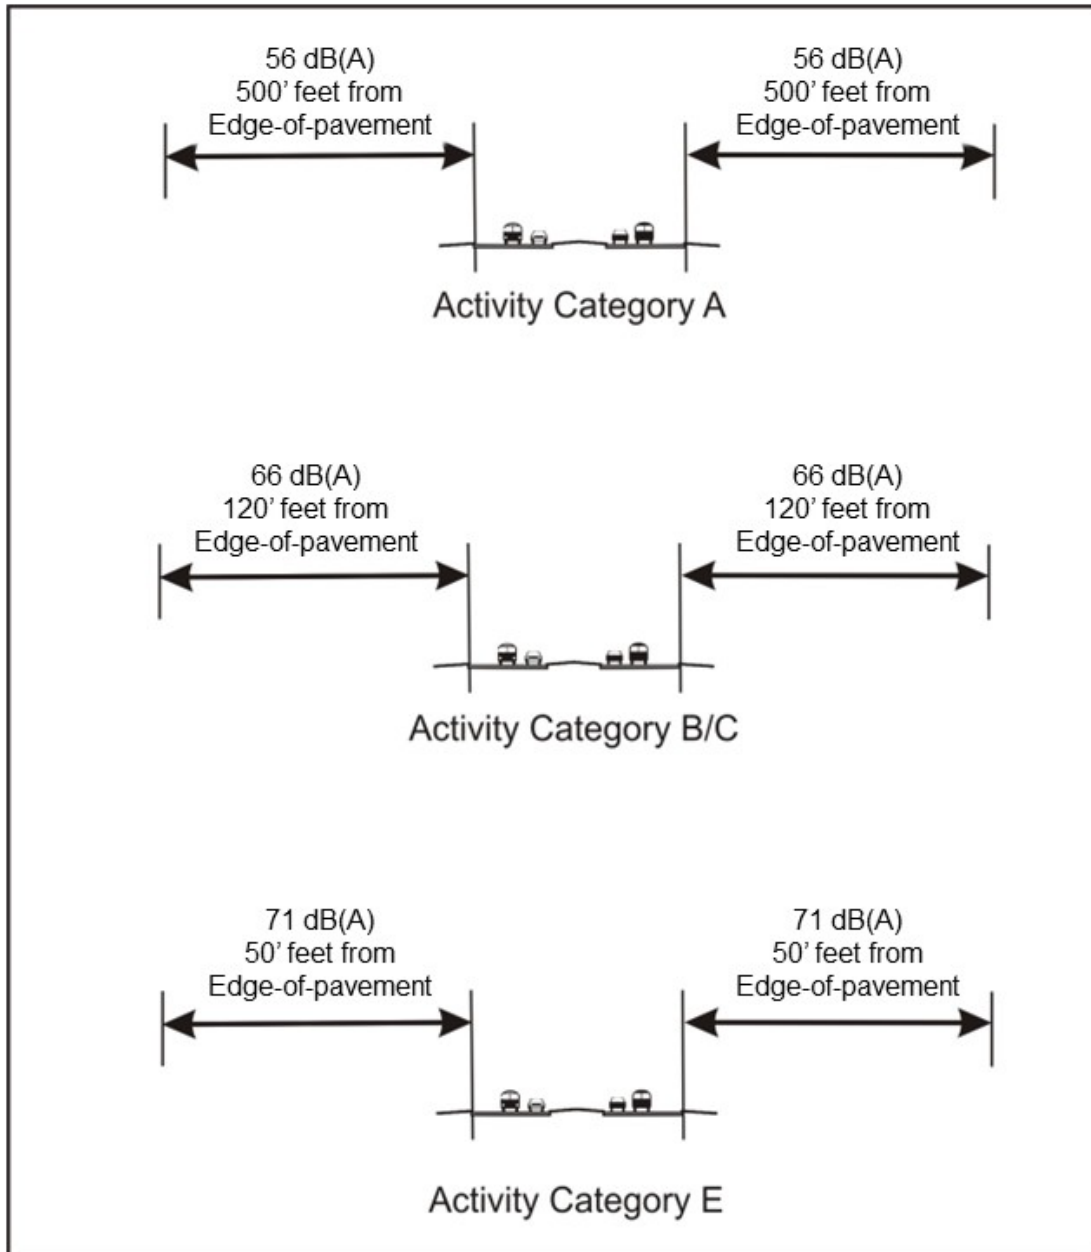 56 dB(A)
500’ feet from
Edge-of-pavement
56 dB(A)
500’ feet from
Edge-of-pavement
Activity Category A
66 dB(A)
120’ feet from
Edge-of-pavement
66 dB(A)
120’ feet from
Edge-of-pavement
Activity Category B/C
71 dB(A)
50’ feet from
Edge-of-pavement
71 dB(A)
50’ feet from
Edge-of-pavement
Activity Category E